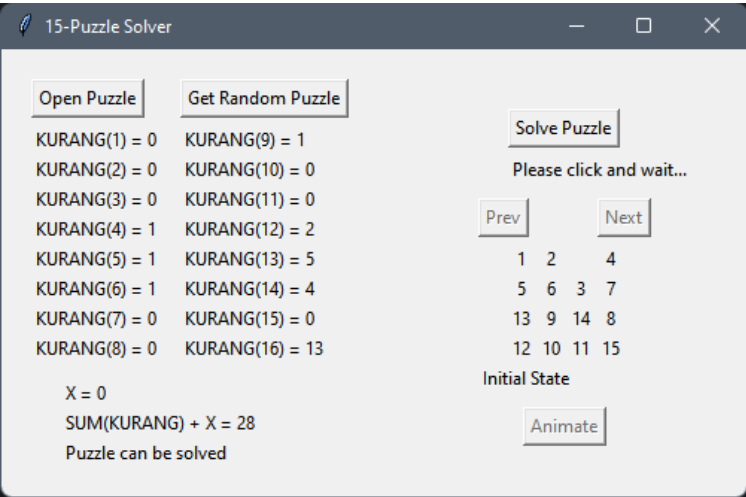 15-Puzzle Solver
Open Puzzle Get Random Puzzle
Solve Puzzle
KURANG(1) = 0 KURANG(9) = 1
KURANG(2) = 0 KURANG(10) = 0
KURANG(3) = 0 KURANG(11) = 0
KURANG(4) = 1 KURANG(12) = 2
KURANG(5) = 1 KURANG(13) = 5
KURANG(6) = 1 KURANG(14) = 4
KURANG(7) = 0 KURANG(15) = 0
KURANG(8) = 0 KURANG(16) = 13
X = 0
SUM(KURANG) + X = 28
Puzzle can be solved
Please click and wait...
Prev Next
1 2 4
5 6 3 7
13 9 14 8
12 10 11 15
Initial State
Animate